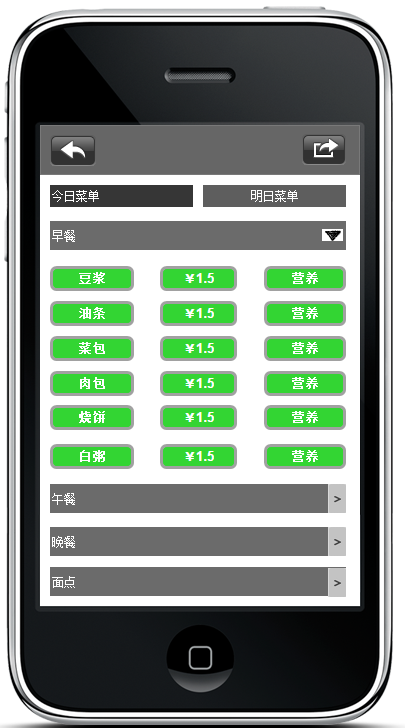 今日菜单 明日菜单
早餐
豆浆 ¥1.5 营养
油条 ¥1.5 营养
菜包 ¥1.5 营养
肉包 ¥1.5 营养
烧饼 ¥1.5 营养
白粥 ¥1.5 营养
午餐 >
晚餐 >
面点 >